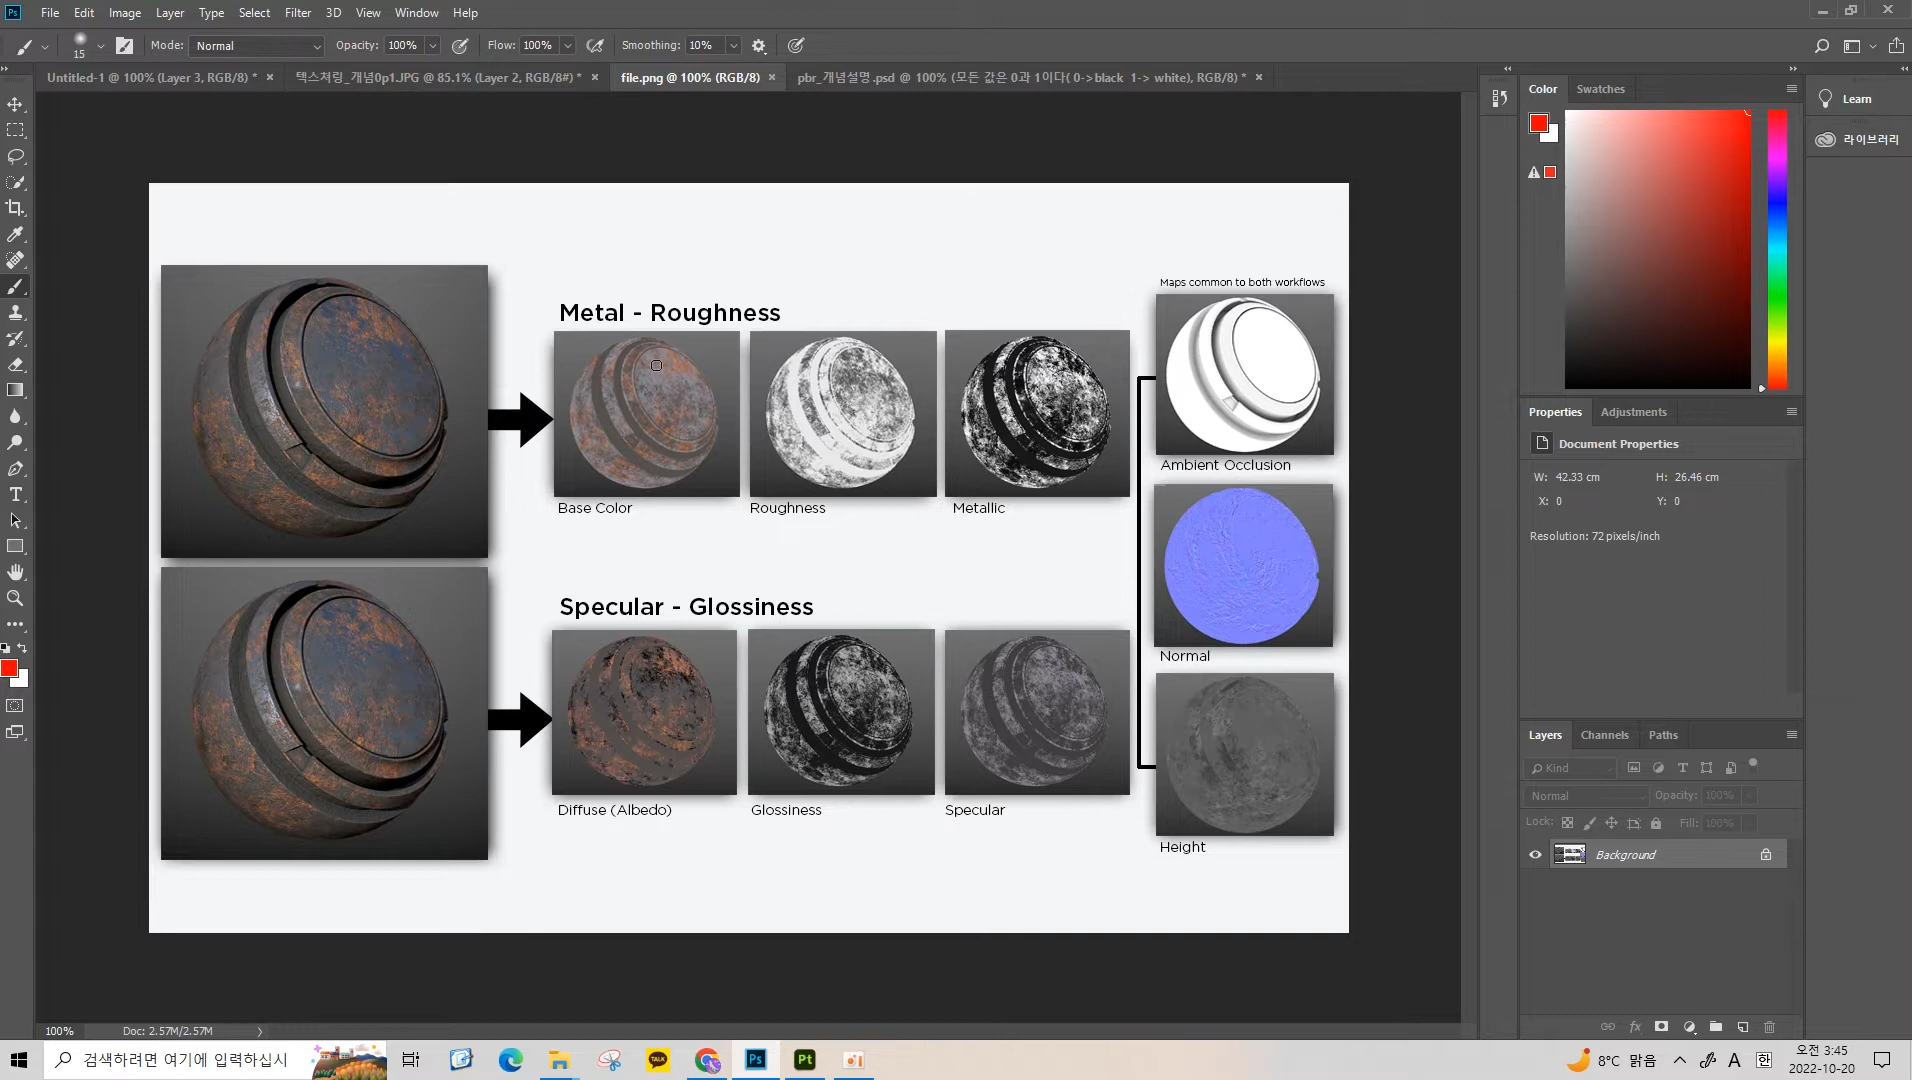 Ps File Edit Image Layer Type Select Filter 3D View Window Help
15 Mode: Normal Opacity: 100% Flow: 100% Smoothing: 10%
Untitled-1 @ 100% (Layer 3, RGB/8) * × 텍스처링_개념0p1.JPG @ 85.1% (Layer 2, RGB/8#) * × file.png @ 100% (RGB/8) × pbr_개념설명.psd @ 100% (모든 값은 0과 1이다( 0->black 1-> white), RGB/8) * ×
Color Swatches
Learn
라이브러리
Maps common to both workflows
Metal - Roughness
Base Color
Roughness
Metallic
Ambient Occlusion
Normal
Height
Specular - Glossiness
Diffuse (Albedo)
Glossiness
Specular
Properties Adjustments
Document Properties
W: 42.33 cm H: 26.46 cm
X: 0 Y: 0
Resolution: 72 pixels/inch
Layers Channels Paths
Kind
Normal Opacity: 100%
Lock: Fill: 100%
Background
fx
100% Doc: 2.57M/2.57M
검색하려면 여기에 입력하십시
TALK
Ps
Pt
8°C 맑음
A
한
오전 3:45
2022-10-20